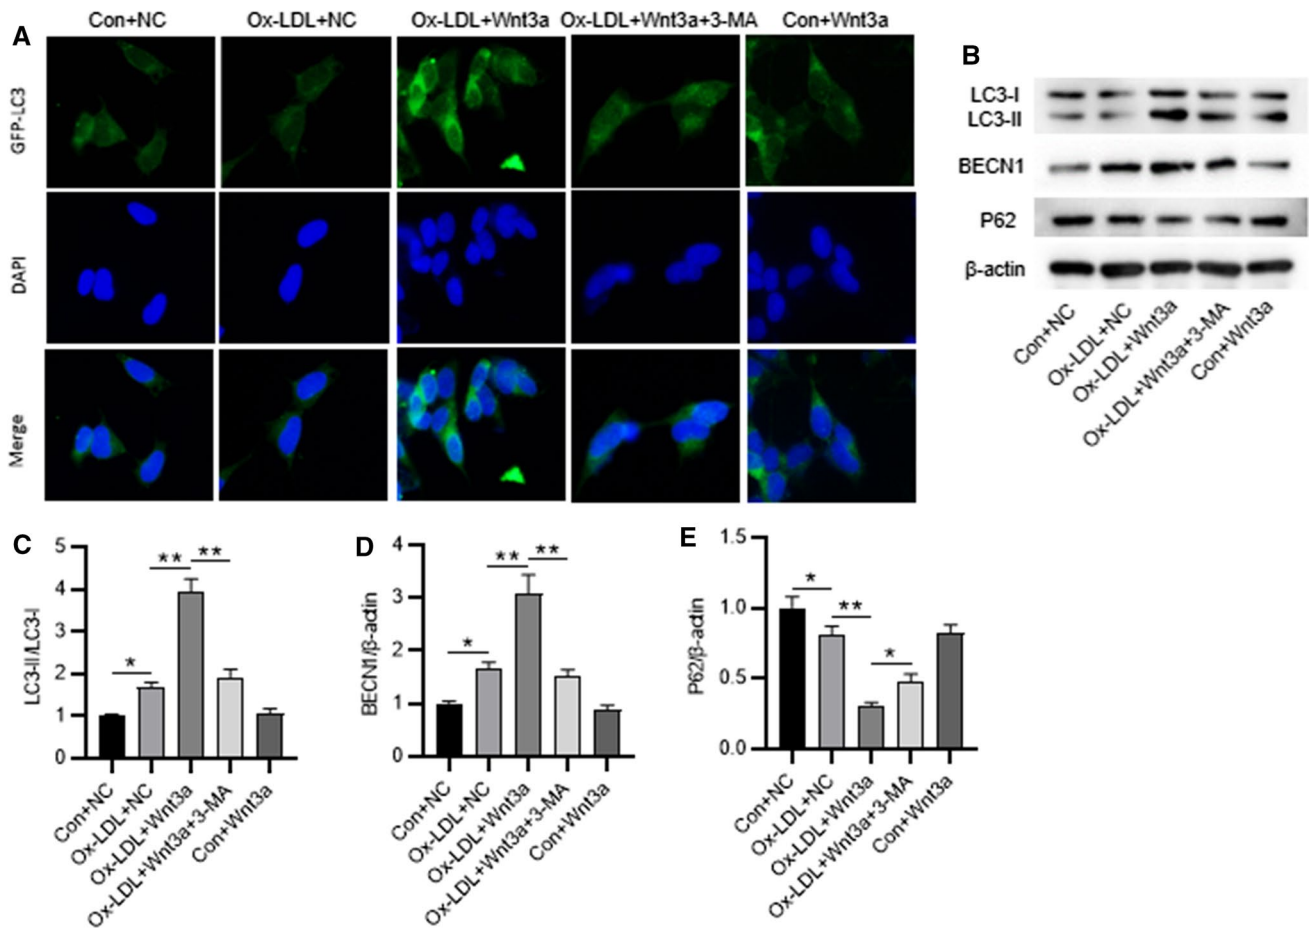 A
Con+NC Ox-LDL+NC Ox-LDL+Wnt3a Ox-LDL+Wnt3a+3-MA Con+Wnt3a
GFP-LC3
DAPI
Merge
B
LC3-I
LC3-II
BECN1
P62
β-actin
Con+NC
Ox-LDL+NC
Ox-LDL+Wnt3a
Ox-LDL+Wnt3a+3-MA
Con+Wnt3a
C
LC3-II/LC3-I
5
4
3
2
1
0
*
**
**
Con+NC
Ox-LDL+NC
Ox-LDL+Wnt3a
Ox-LDL+Wnt3a+3-MA
Con+Wnt3a
D
BECN1/β-actin
4
3
2
1
0
*
**
**
Con+NC
Ox-LDL+NC
Ox-LDL+Wnt3a
Ox-LDL+Wnt3a+3-MA
Con+Wnt3a
E
P62/β-actin
1.5
1.0
0.5
0.0
*
**
*
Con+NC
Ox-LDL+NC
Ox-LDL+Wnt3a
Ox-LDL+Wnt3a+3-MA
Con+Wnt3a